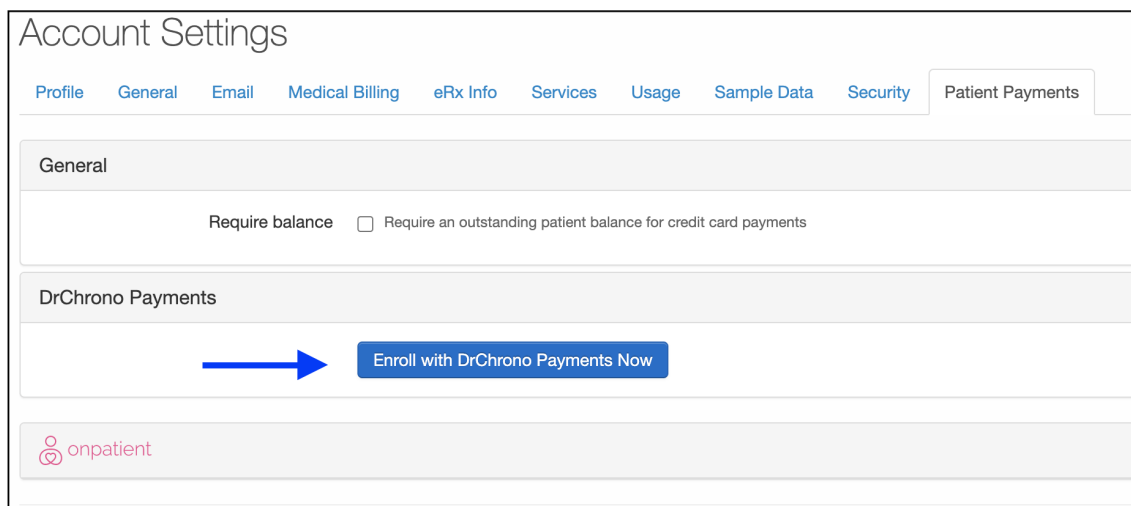 Account Settings
Profile General Email Medical Billing eRx Info Services Usage Sample Data Security Patient Payments
General
Require balance Require an outstanding patient balance for credit card payments
DrChrono Payments
Enroll with DrChrono Payments Now
onpatient